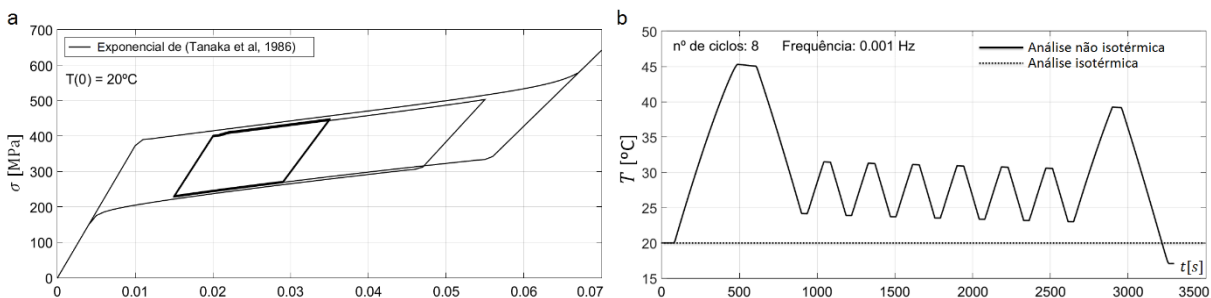 a
700
600
500
400
300
200
100
0
σ [MPa]
Exponencial de (Tanaka et al, 1986)
T(0) = 20ºC
0 0.01 0.02 0.03 0.04 0.05 0.06 0.07
b
50
45
40
35
30
25
20
15
T [ºC]
nº de ciclos: 8 Frequência: 0.001 Hz
Análise não isotérmica
Análise isotérmica
t[s]
0 500 1000 1500 2000 2500 3000 3500